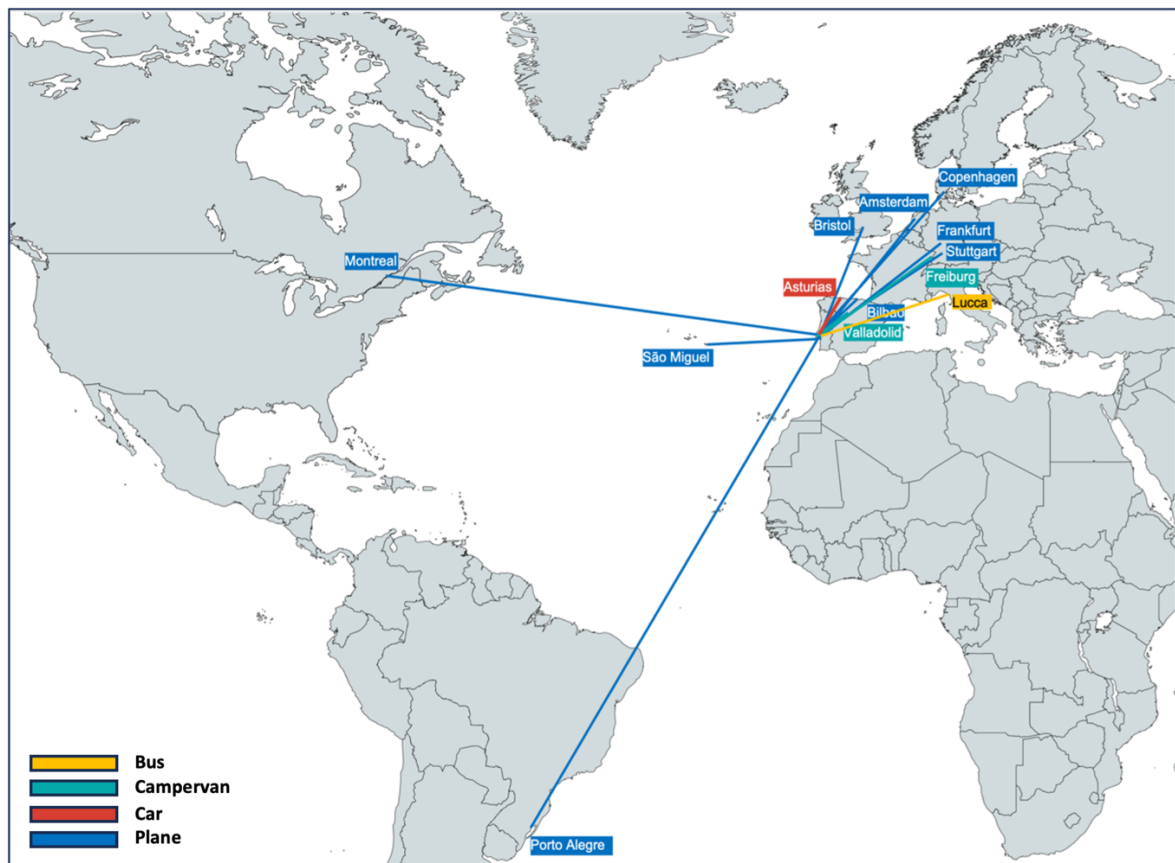 Copenhagen
Amsterdam
Bristol
Frankfurt
Stuttgart
Montreal
Freiburg
Asturias
Lucca
Bilbao
Valladolid
São Miguel
Bus
Campervan
Car
Plane
Porto Alegre